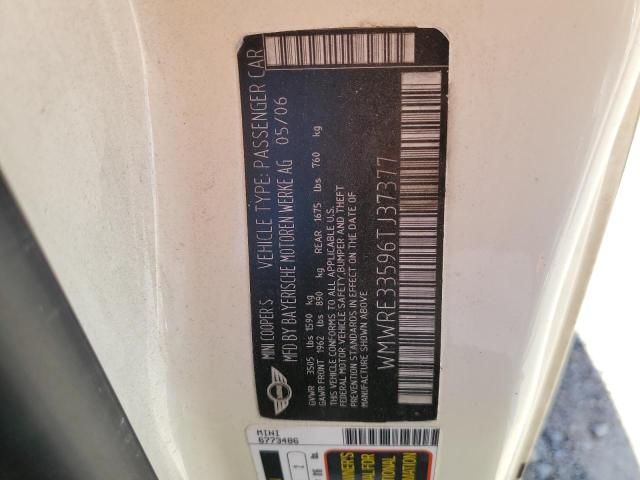 MINI COOPER S VEHICLE TYPE: PASSENGER CAR
MFD BY BAYERISCHE MOTOREN WERKE AG 05/06
GVWR 3505 lbs 1590 kg
GAWR FRONT 1962 lbs 890 kg REAR 1675 lbs 760 kg
THIS VEHICLE CONFORMS TO ALL APPLICABLE U.S.
FEDERAL MOTOR VEHICLE SAFETY, BUMPER AND THEFT
PREVENTION STANDARDS IN EFFECT ON THE DATE OF
MANUFACTURE SHOWN ABOVE.
WMWRE33596TJ37377
MINI
6773486